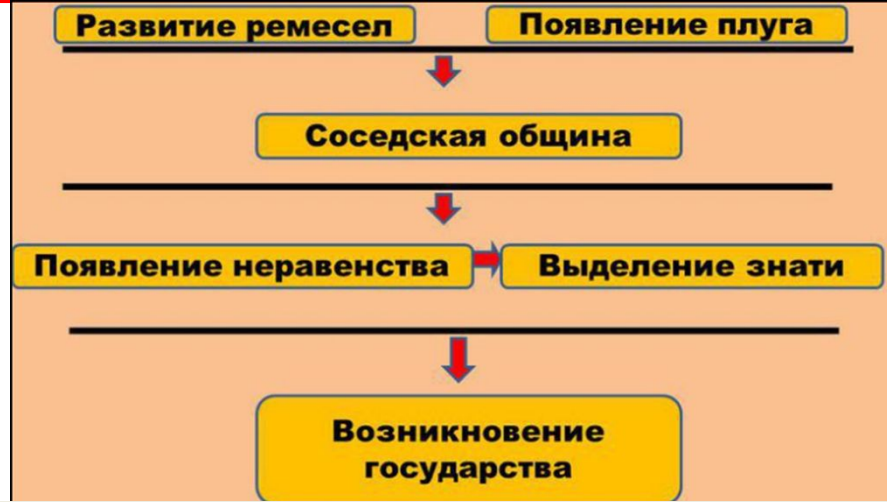 Развитие ремесел
Появление плуга
Соседская община
Появление неравенства
Выделение знати
Возникновение
государства